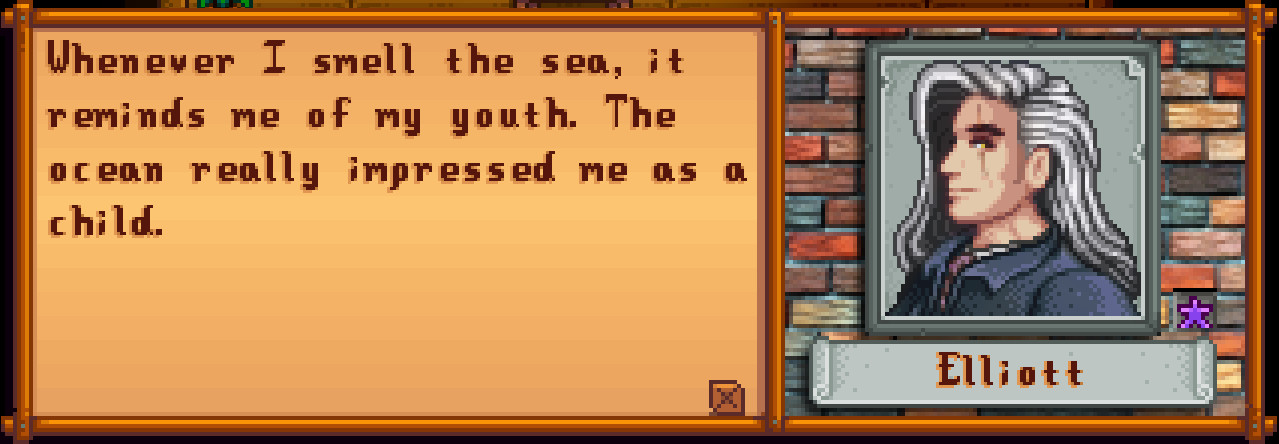 Whenever I smell the sea, it
reminds me of my youth. The
ocean really impressed me as a
child.
Elliott